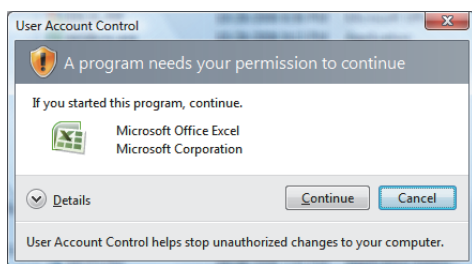 User Account Control
A program needs your permission to continue
If you started this program, continue.
Microsoft Office Excel
Microsoft Corporation
Details
Continue
Cancel
User Account Control helps stop unauthorized changes to your computer.